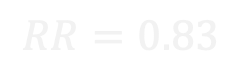 RR = 0.83